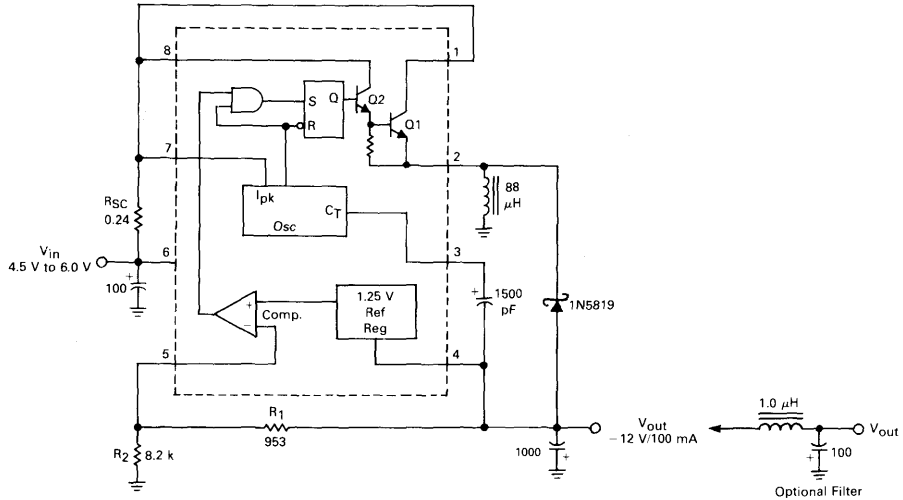 8
1
S
Q
Q2
R
Q1
7
2
Ipk
CT
Osc
88
μH
RSC
0.24
Vin
4.5 V to 6.0 V
6
3
+
100
+
1500
pF
1N5819
1.25 V
Ref
Reg
+
−
Comp.
5
4
R1
953
R2
8.2 k
Vout
−12 V/100 mA
1000
+
1.0 μH
Vout
+
100
Optional Filter